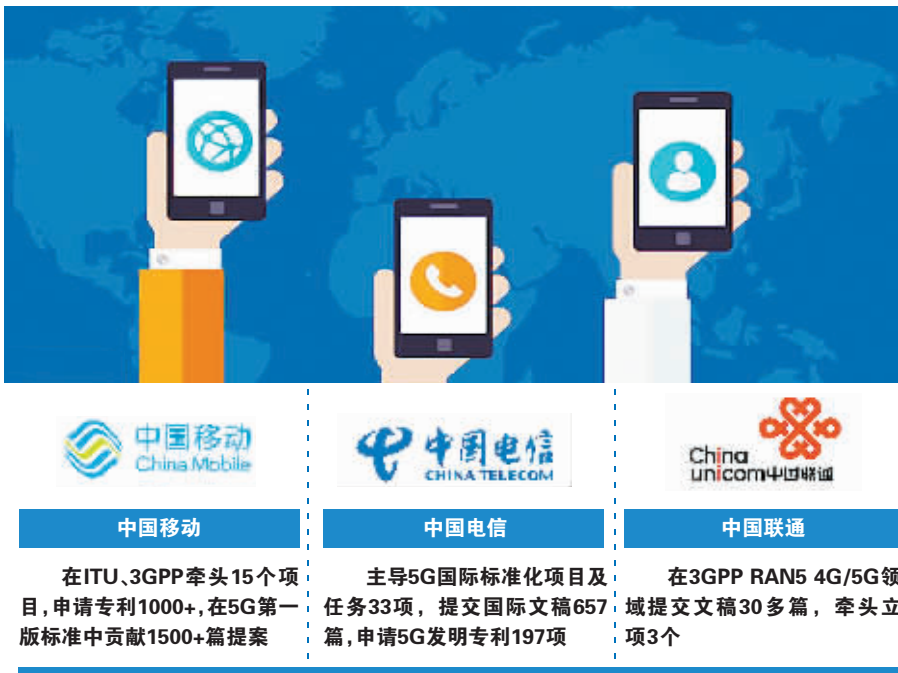 中国移动
China Mobile
中国电信
CHINA TELECOM
China
unicom中国联通
中国移动
中国电信
中国联通
在ITU、3GPP牵头15个项
目,申请专利1000+,在5G第一
版标准中贡献1500+篇提案
主导5G国际标准化项目及
任务33项，提交国际文稿657
篇,申请5G发明专利197项
在3GPP RAN5 4G/5G领
域提交文稿30多篇，牵头立
项3个